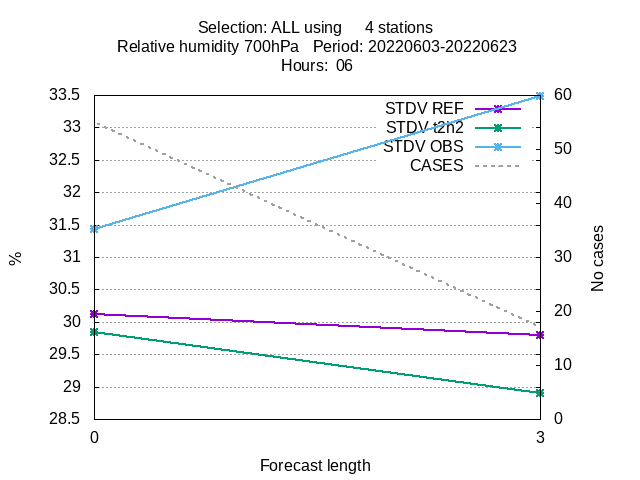 Selection: ALL using 4 stations
Relative humidity 700hPa Period: 20220603-20220623
Hours: 06
33.5
33
32.5
32
31.5
31
30.5
30
29.5
29
28.5
%
60
50
40
30
20
10
0
No cases
STDV REF
STDV t2h2
STDV OBS
CASES
0
3
Forecast length